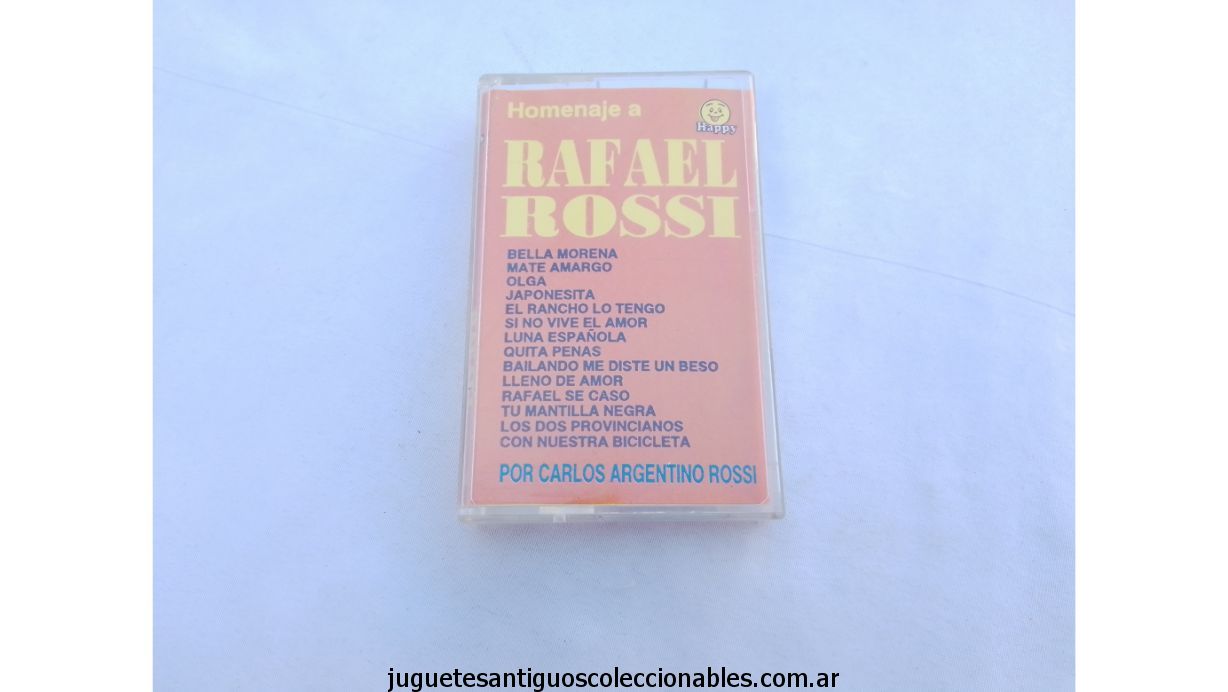 Homenaje a
Happy
RAFAEL
ROSSI
BELLA MORENA
MATE AMARGO
OLGA
JAPONESITA
EL RANCHO LO TENGO
SI NO VIVE EL AMOR
LUNA ESPAÑOLA
QUITA PENAS
BAILANDO ME DISTE UN BESO
LLENO DE AMOR
RAFAEL SE CASO
TU MANTILLA NEGRA
LOS DOS PROVINCIANOS
CON NUESTRA BICICLETA
POR CARLOS ARGENTINO ROSSI
juguetesantiguoscoleccionables.com.ar